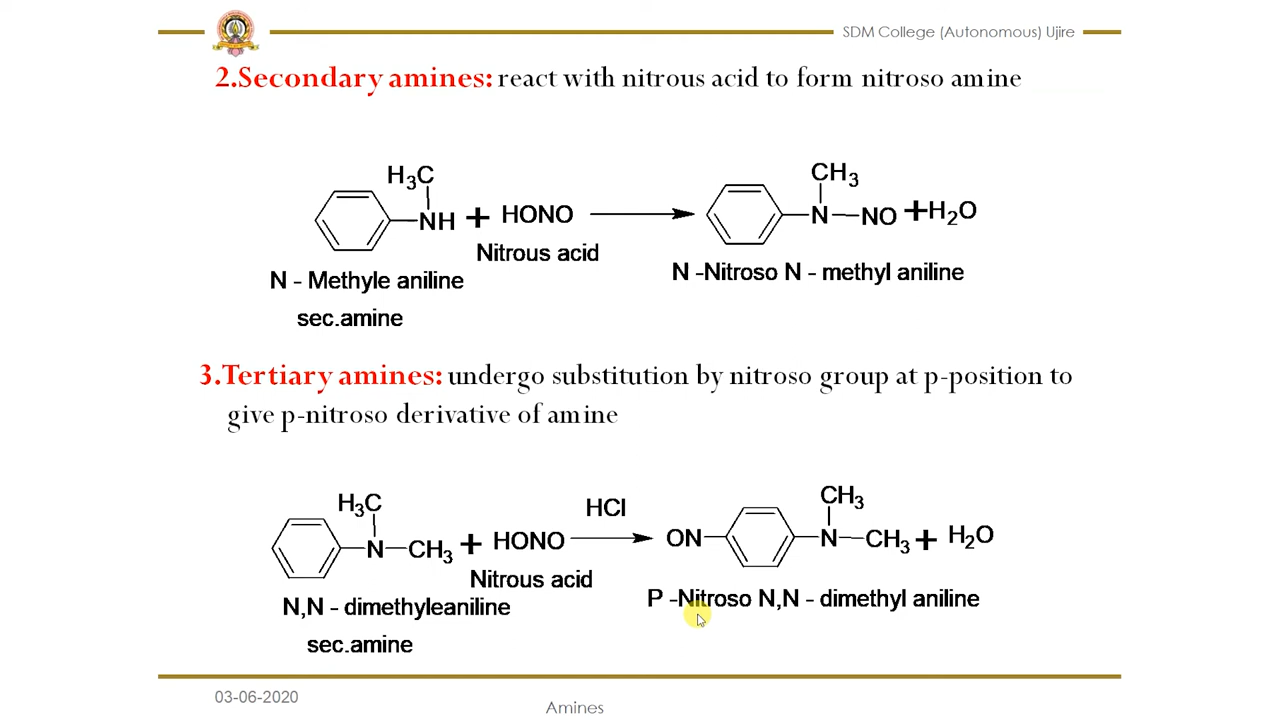 SDM College (Autonomous) Ujire
2.Secondary amines: react with nitrous acid to form nitroso amine
H3C
CH3
NH + HONO
N NO +H2O
Nitrous acid
N -Nitroso N - methyl aniline
N - Methyle aniline
sec.amine
3.Tertiary amines: undergo substitution by nitroso group at p-position to
give p-nitroso derivative of amine
H3C
HCl
CH3
N CH3 + HONO
ON N CH3 + H2O
Nitrous acid
N,N - dimethyleaniline
P -Nitroso N,N - dimethyl aniline
sec.amine
03-06-2020
Amines